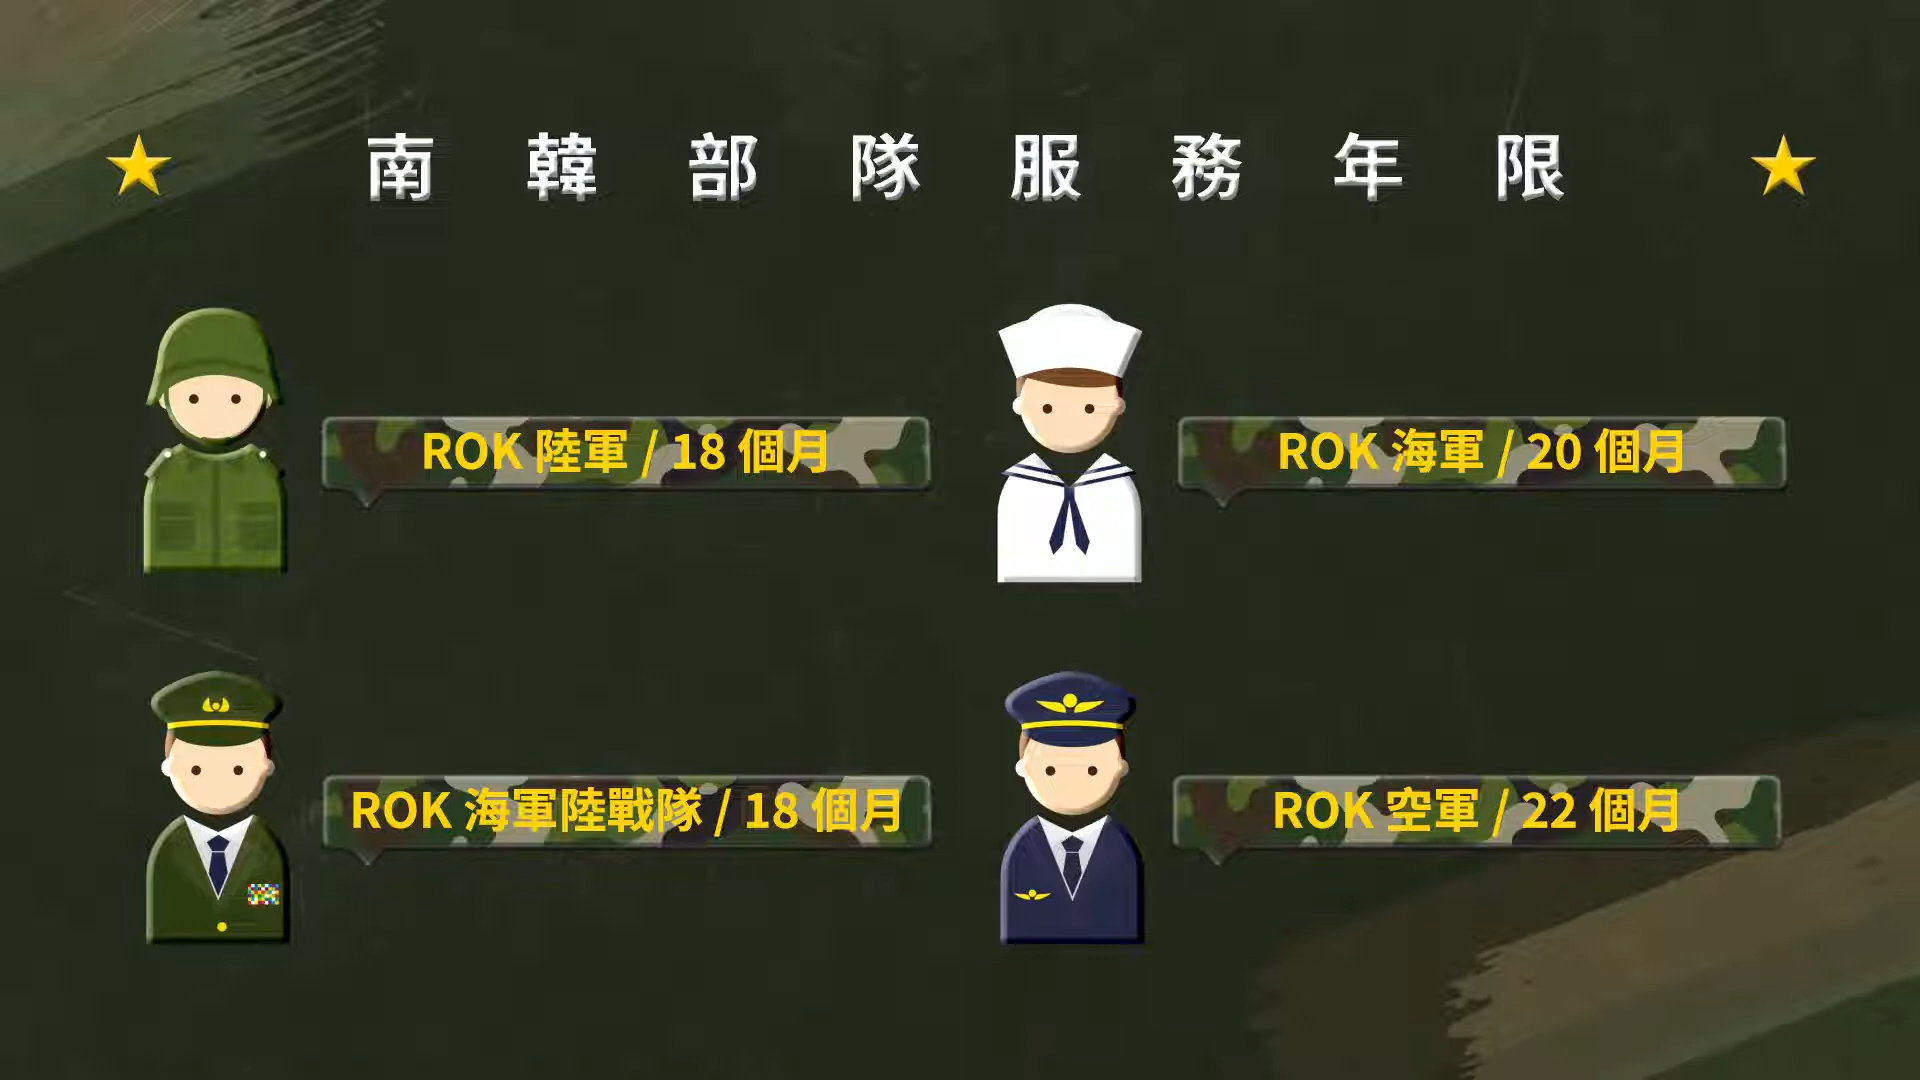 南韓部隊服務年限
ROK 陸軍 / 18 個月
ROK 海軍 / 20 個月
ROK 海軍陸戰隊 / 18 個月
ROK 空軍 / 22 個月